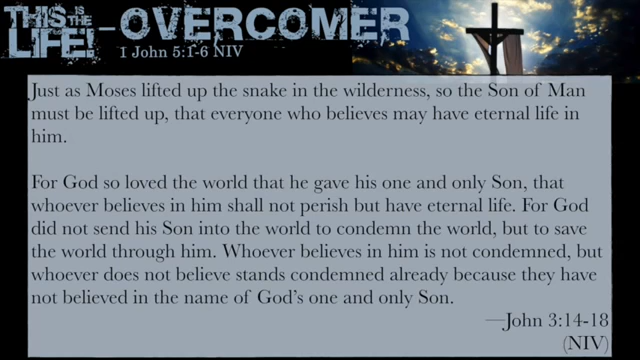 THIS IS THE LIFE! – OVERCOMER
1 John 5:1-6 NIV
Just as Moses lifted up the snake in the wilderness, so the Son of Man
must be lifted up, that everyone who believes may have eternal life in
him.
For God so loved the world that he gave his one and only Son, that
whoever believes in him shall not perish but have eternal life. For God
did not send his Son into the world to condemn the world, but to save
the world through him. Whoever believes in him is not condemned, but
whoever does not believe stands condemned already because they have
not believed in the name of God's one and only Son.
—John 3:14-18
(NIV)